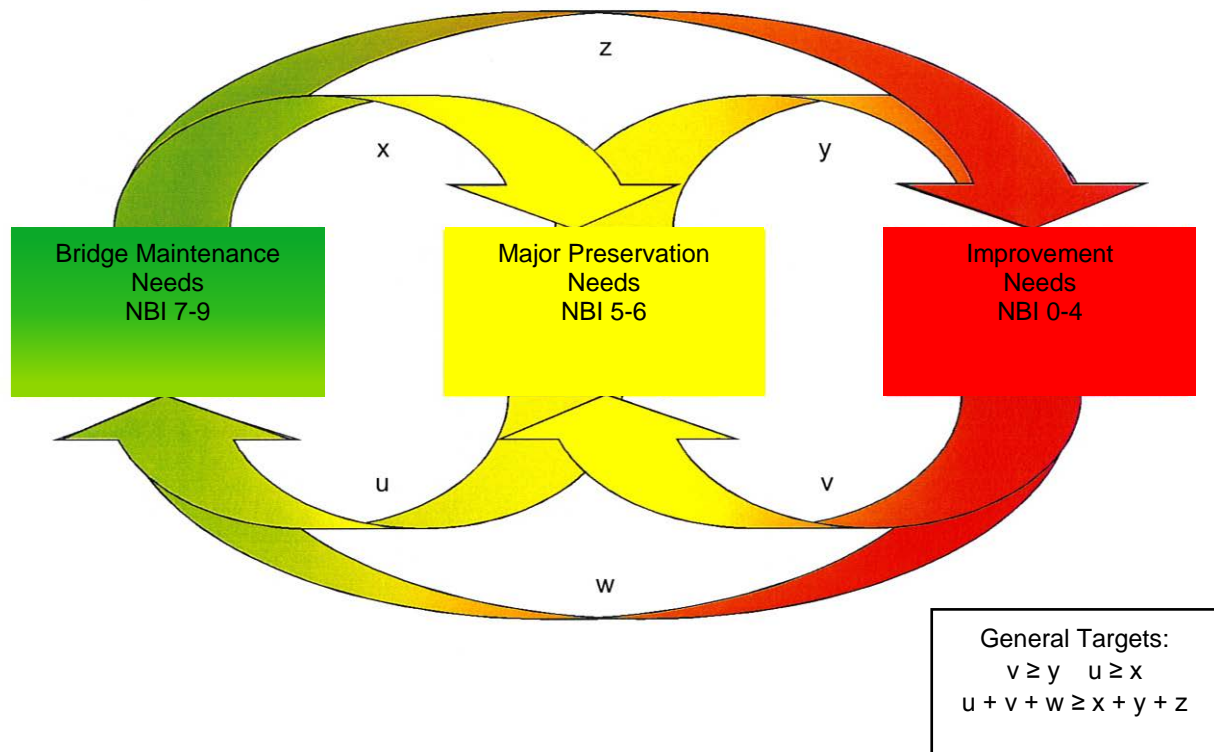 z
x
y
Bridge Maintenance
Needs
NBI 7-9
Major Preservation
Needs
NBI 5-6
Improvement
Needs
NBI 0-4
u
v
w
General Targets:
v ≥ y u ≥ x
u + v + w ≥ x + y + z